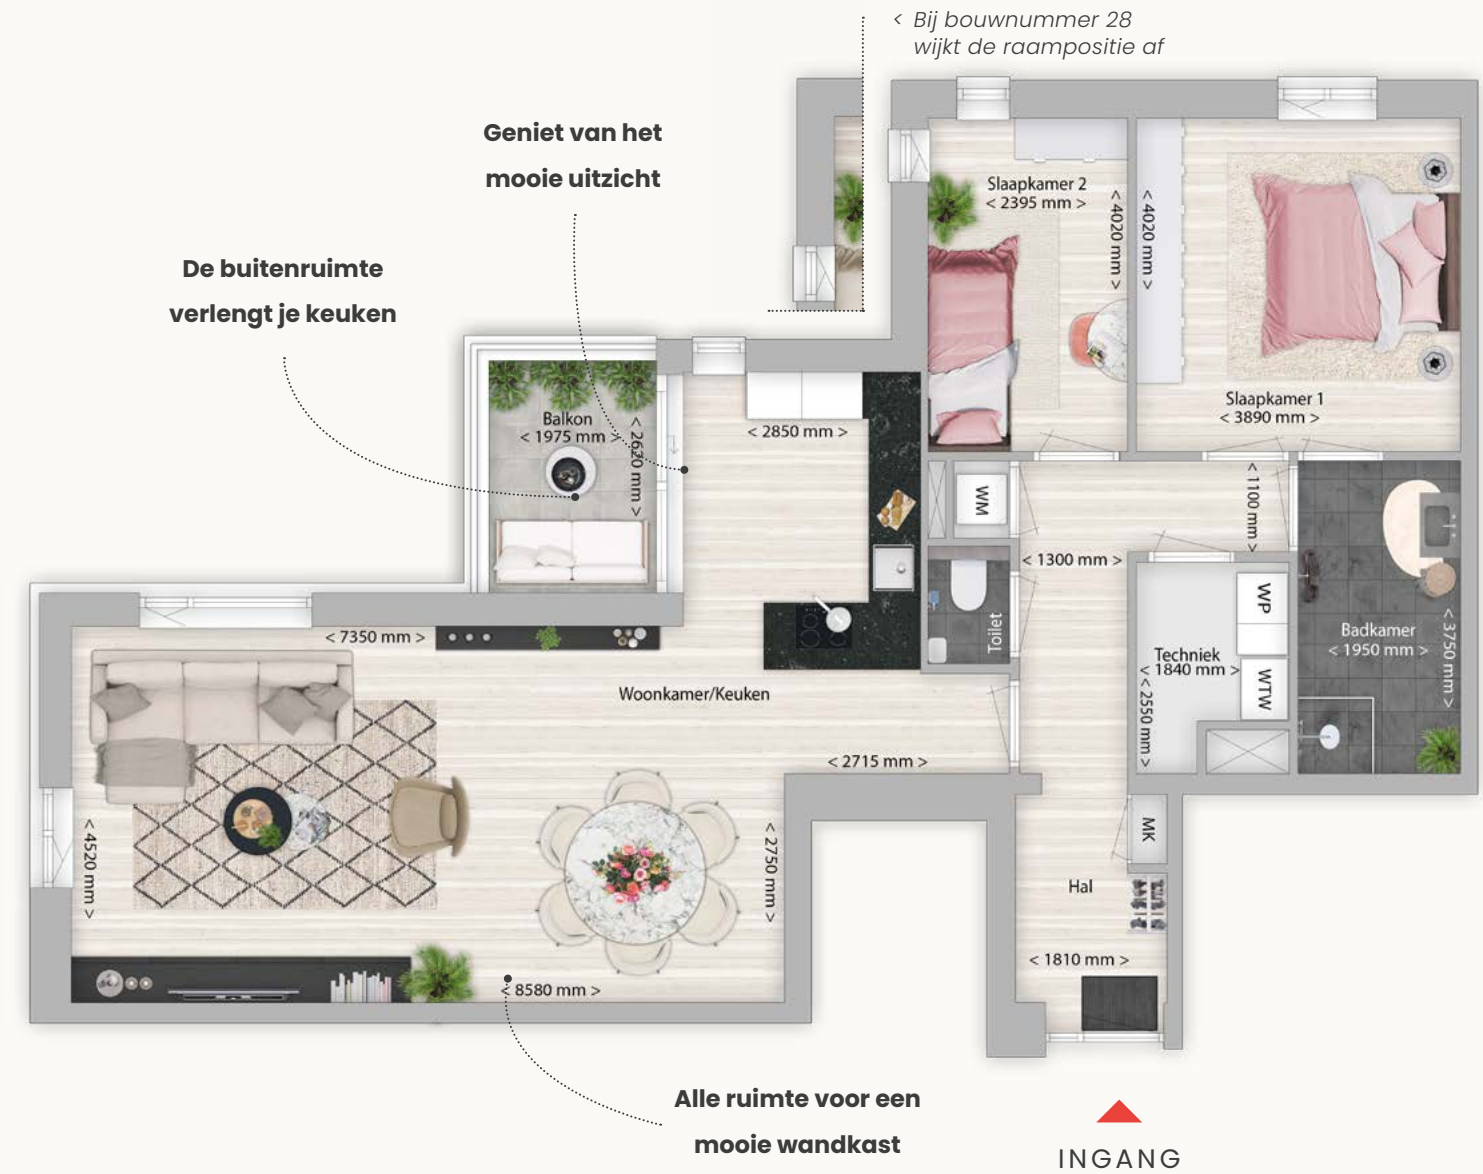 < Bij bouwnummer 28
wijkt de raampositie af
Geniet van het
mooie uitzicht
De buitenruimte
verlengt je keuken
Slaapkamer 2
< 2395 mm >
< 4020 mm >
< 4020 mm >
Slaapkamer 1
< 3890 mm >
Balkon
< 1975 mm >
< 2620 mm >
< 2850 mm >
WM
< 1100 mm >
< 1300 mm >
Toilet
WP
WTW
Techniek
< 1840 mm >
< 2550 mm >
Badkamer
< 1950 mm >
< 3750 mm >
< 7350 mm >
Woonkamer/Keuken
< 2715 mm >
< 4520 mm >
< 2750 mm >
MK
Hal
< 1810 mm >
< 8580 mm >
Alle ruimte voor een
mooie wandkast
INGANG